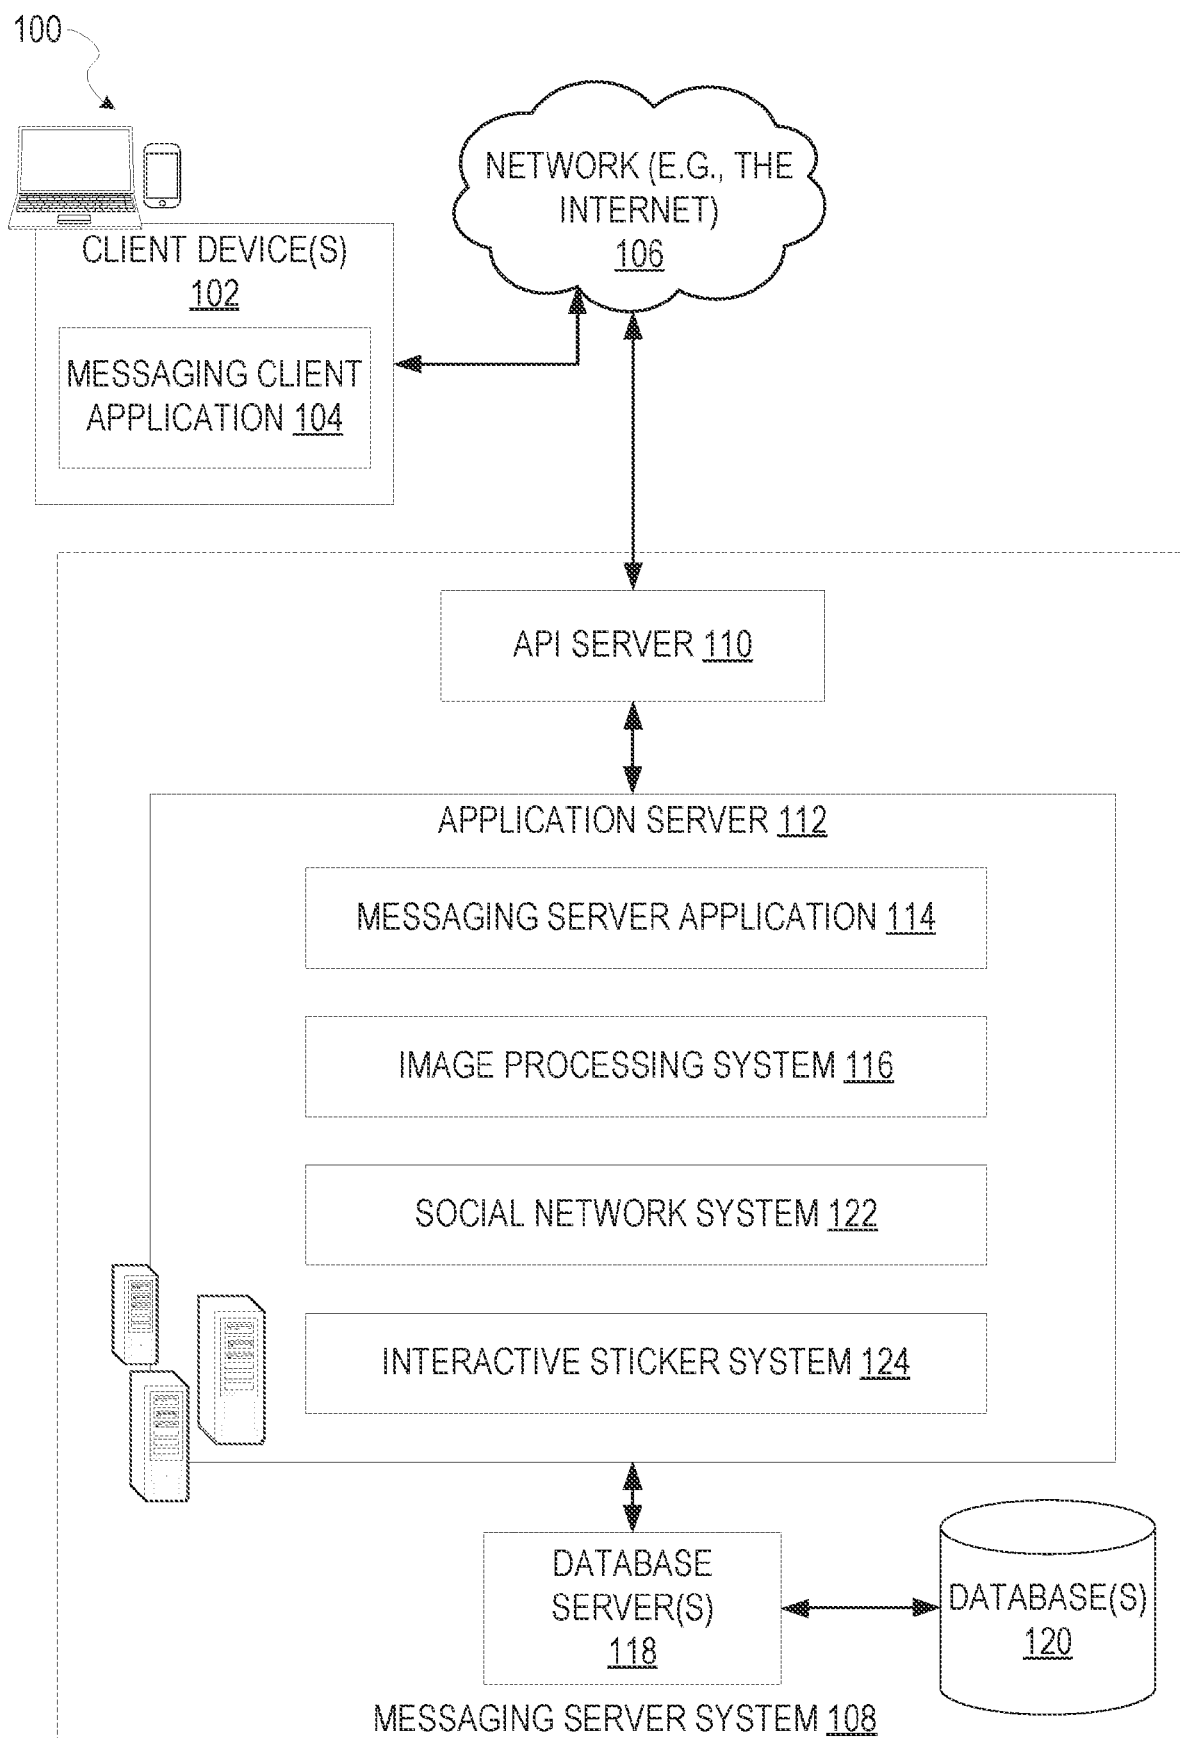 100
NETWORK (E.G., THE
INTERNET)
106
CLIENT DEVICE(S)
102
MESSAGING CLIENT
APPLICATION 104
API SERVER 110
APPLICATION SERVER 112
MESSAGING SERVER APPLICATION 114
IMAGE PROCESSING SYSTEM 116
SOCIAL NETWORK SYSTEM 122
INTERACTIVE STICKER SYSTEM 124
DATABASE
SERVER(S)
118
DATABASE(S)
120
MESSAGING SERVER SYSTEM 108